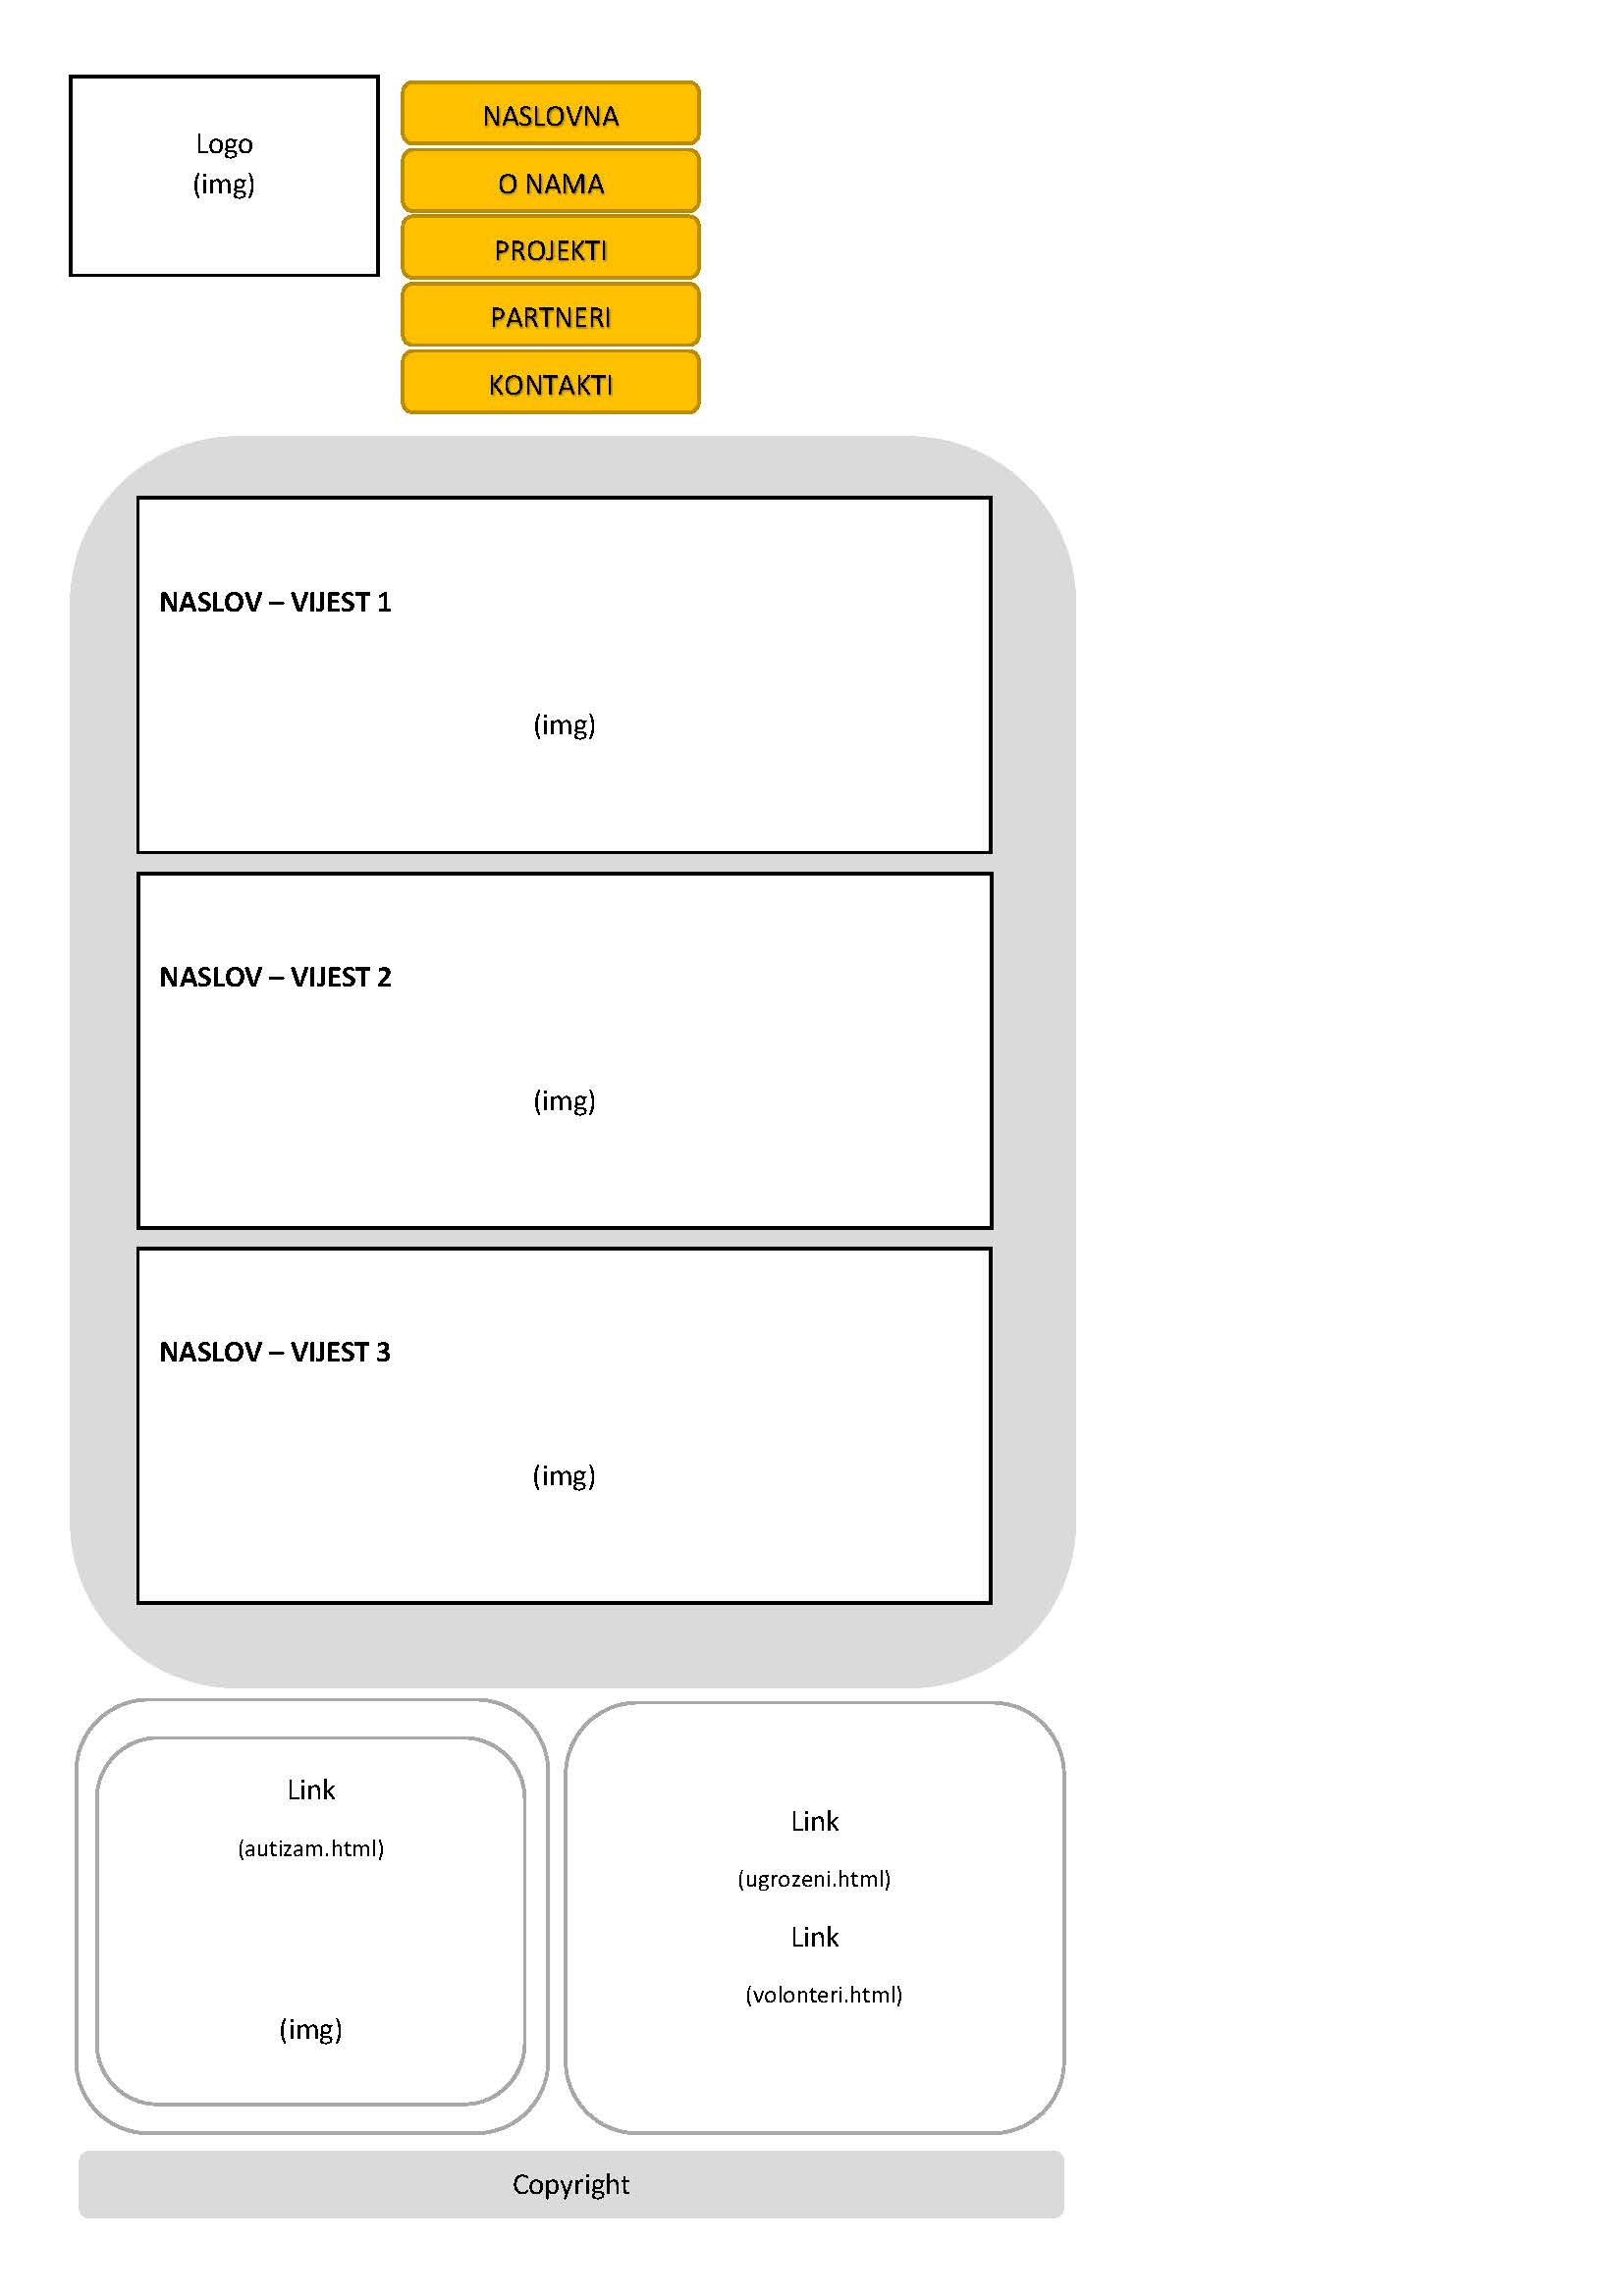 Logo
(img)
NASLOVNA
O NAMA
PROJEKTI
PARTNERI
KONTAKTI
NASLOV – VIJEST 1
(img)
NASLOV – VIJEST 2
(img)
NASLOV – VIJEST 3
(img)
Link
(autizam.html)
(img)
Link
(ugrozeni.html)
Link
(volonteri.html)
Copyright